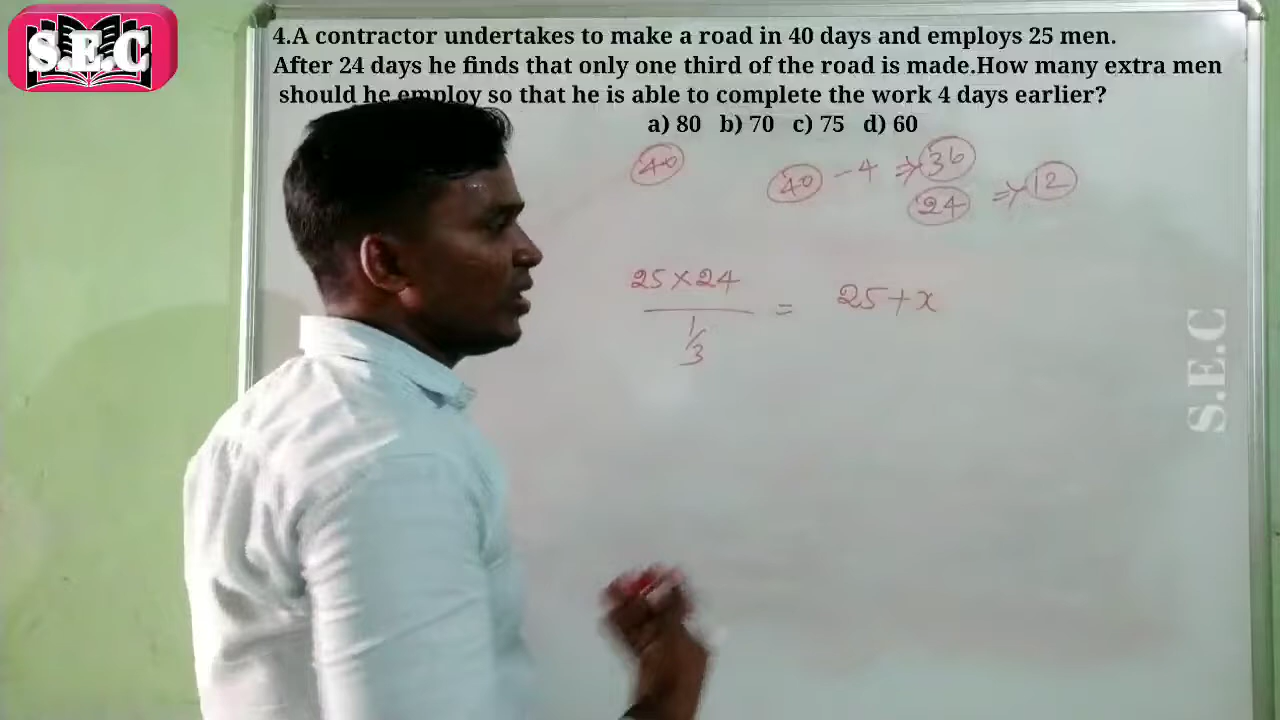 S.E.C
4.A contractor undertakes to make a road in 40 days and employs 25 men.
After 24 days he finds that only one third of the road is made.How many extra men
should he employ so that he is able to complete the work 4 days earlier?
a) 80 b) 70 c) 75 d) 60
40
40 - 4 ⇒ 36
24 ⇒ 12
25×24
= 25+x
1/3
S.E.C